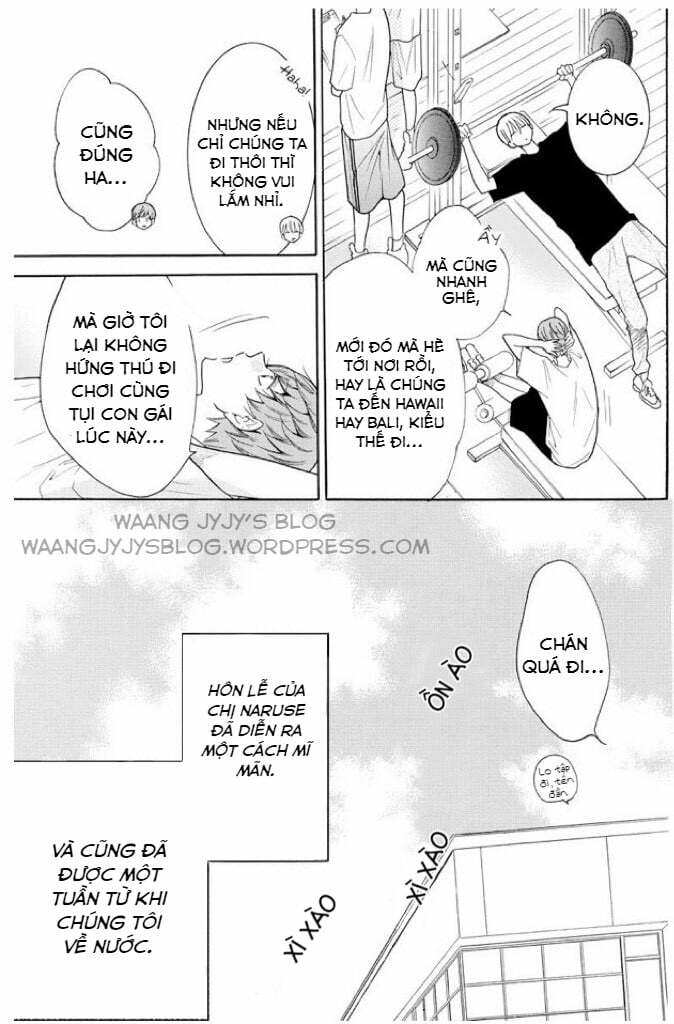 KHÔNG.
Ầy
MÀ CŨNG
NHANH
GHÊ,
MỚI ĐÓ MÀ HÈ
TỚI NƠI RỒI,
HAY LÀ CHÚNG
TA ĐẾN HAWAII
HAY BALI, KIỂU
THẾ ĐI...
Haha!
NHƯNG NẾU
CHỈ CHÚNG TA
ĐI THÔI THÌ
KHÔNG VUI
LẮM NHỈ.
CŨNG
ĐÚNG
HA...
MÀ GIỜ TÔI
LẠI KHÔNG
HỨNG THÚ ĐI
CHƠI CÙNG
TỤI CON GÁI
LÚC NÀY...
WAANG JYJY'S BLOG
WAANGJYJYSBLOG.WORDPRESS.COM
CHÁN
QUÁ ĐI...
Lo tập
đi, tên
đần
ỒN ÀO
XÌ XÀO
XÌ XÀO
HÔN LỄ CỦA
CHỊ NARUSE
ĐÃ DIỄN RA
MỘT CÁCH MĨ
MÃN.
VÀ CŨNG ĐÃ
ĐƯỢC MỘT
TUẦN TỪ KHI
CHÚNG TÔI
VỀ NƯỚC.